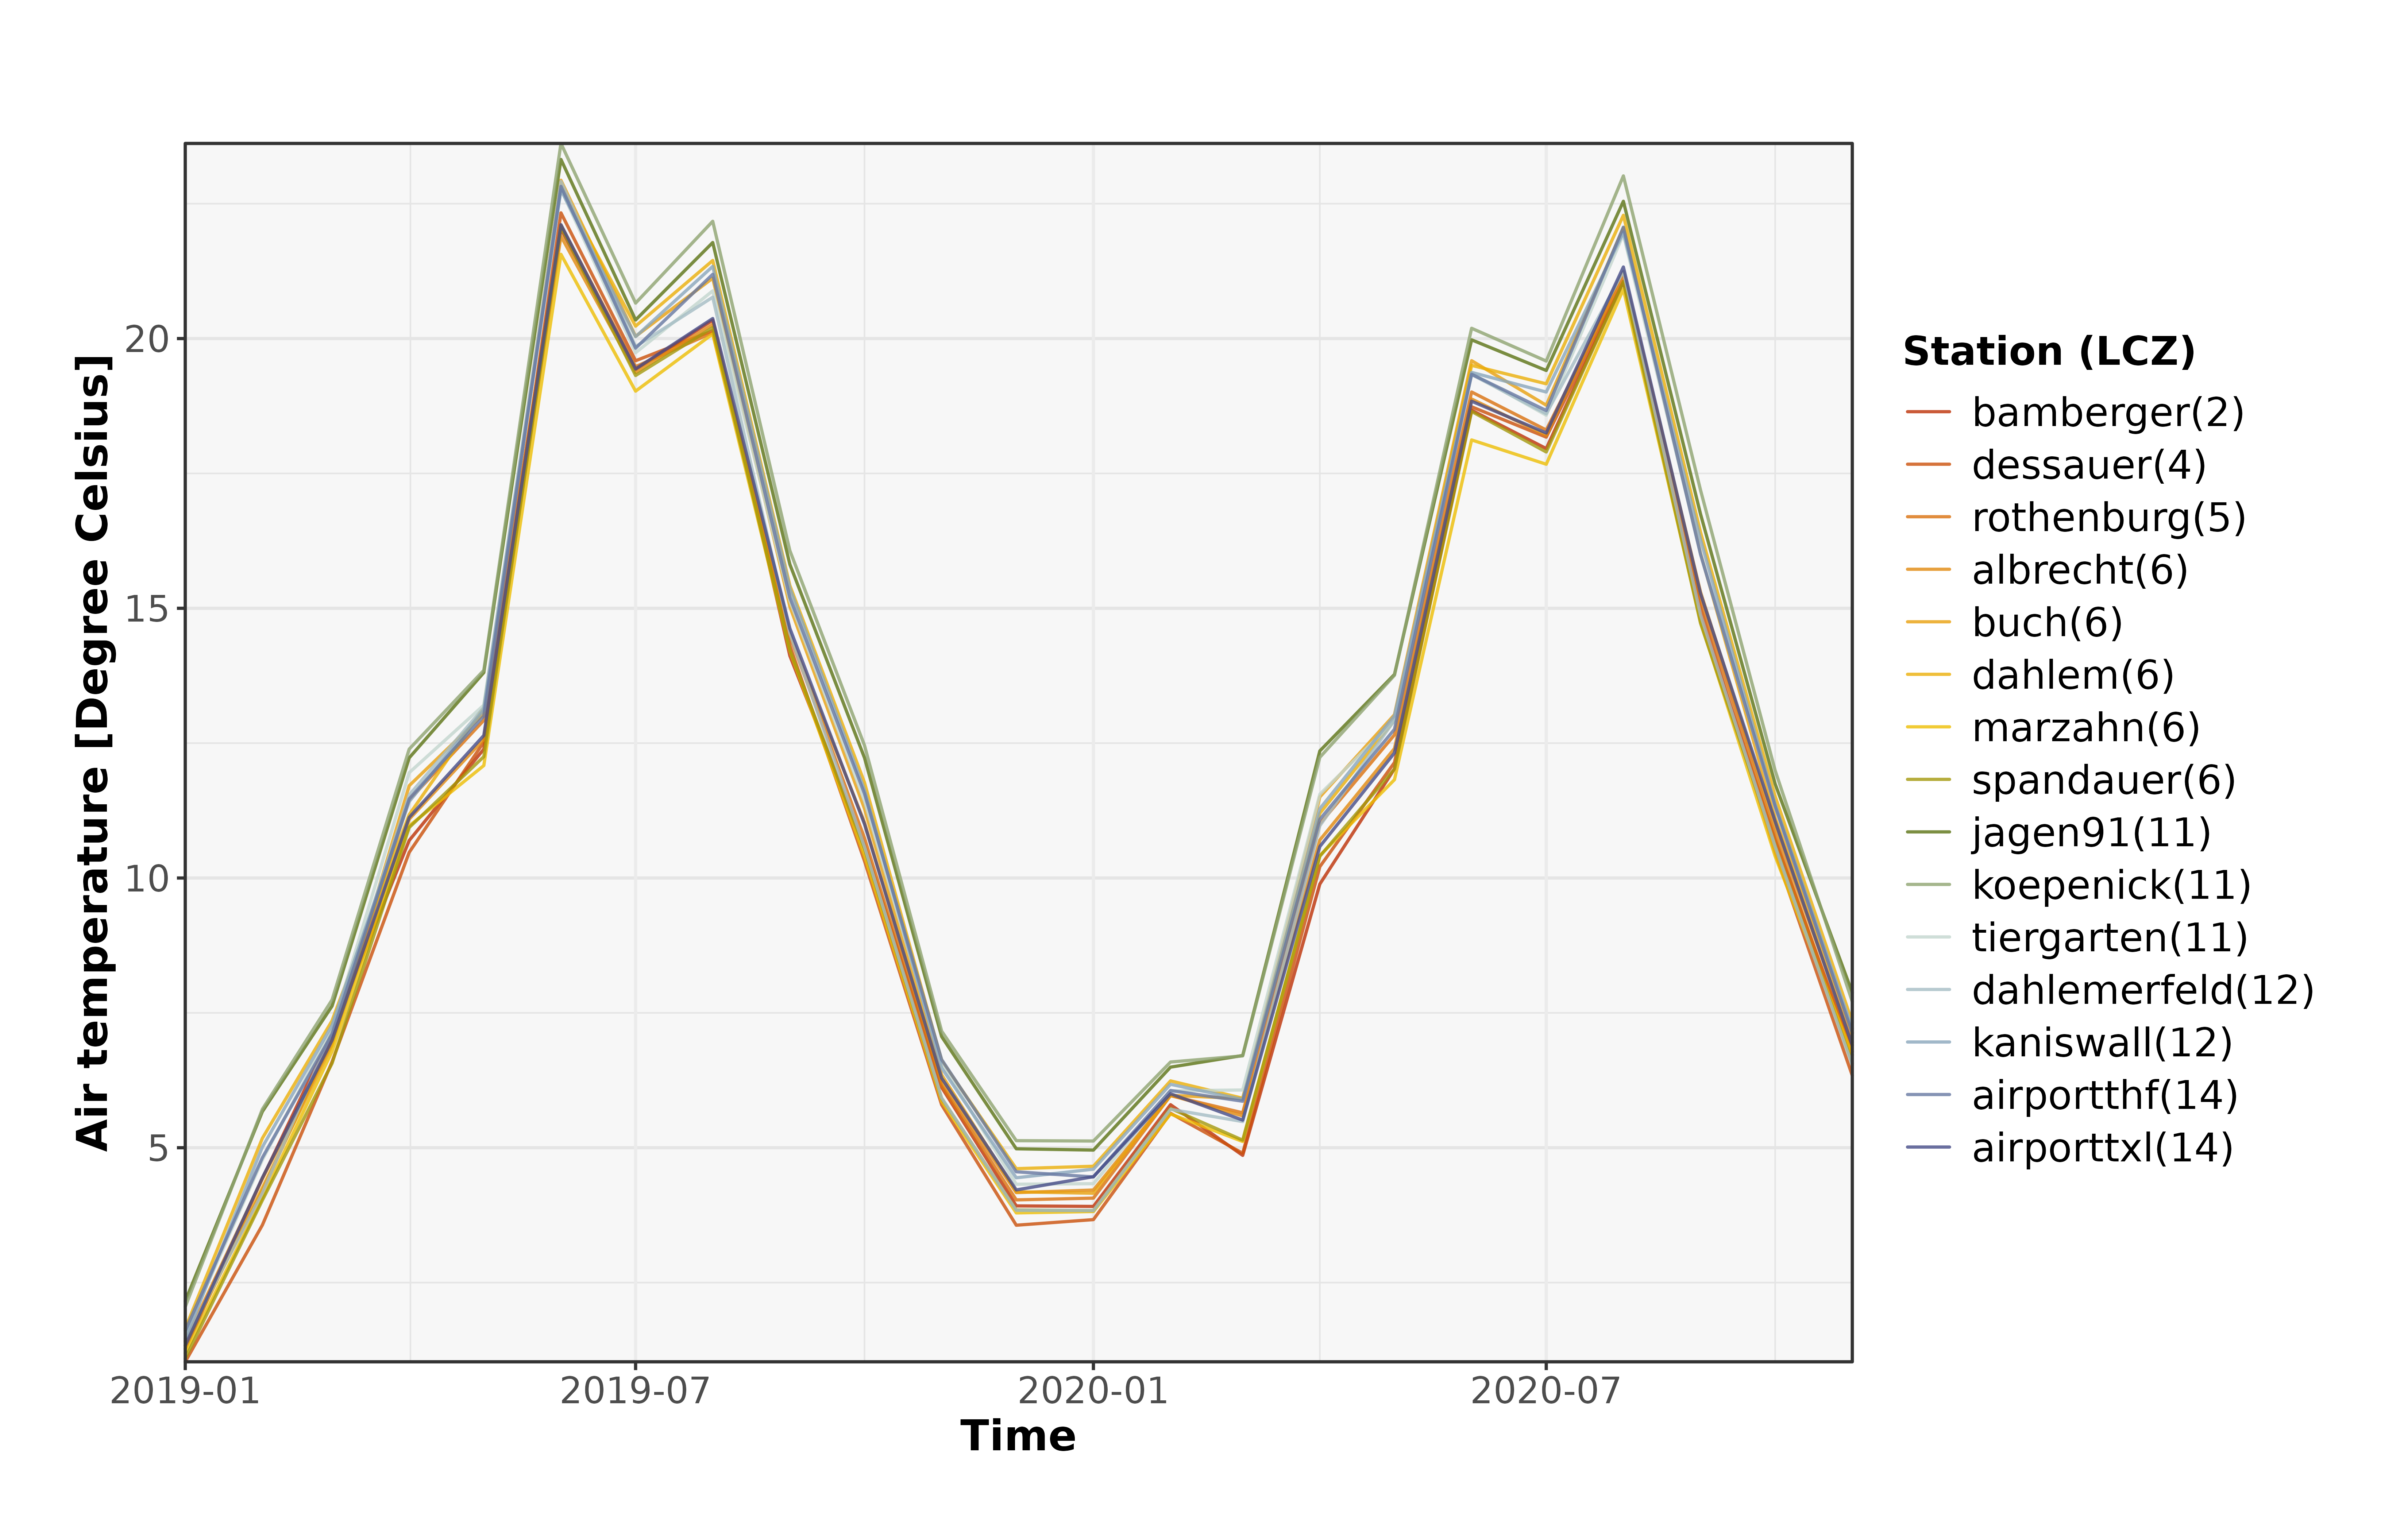 Air temperature [Degree Celsius]
20
15
10
5
2019-01
2019-07
2020-01
2020-07
Time
Station (LCZ)
bamberger(2)
dessauer(4)
rothenburg(5)
albrecht(6)
buch(6)
dahlem(6)
marzahn(6)
spandauer(6)
jagen91(11)
koepenick(11)
tiergarten(11)
dahlemerfeld(12)
kaniswall(12)
airportthf(14)
airporttxl(14)